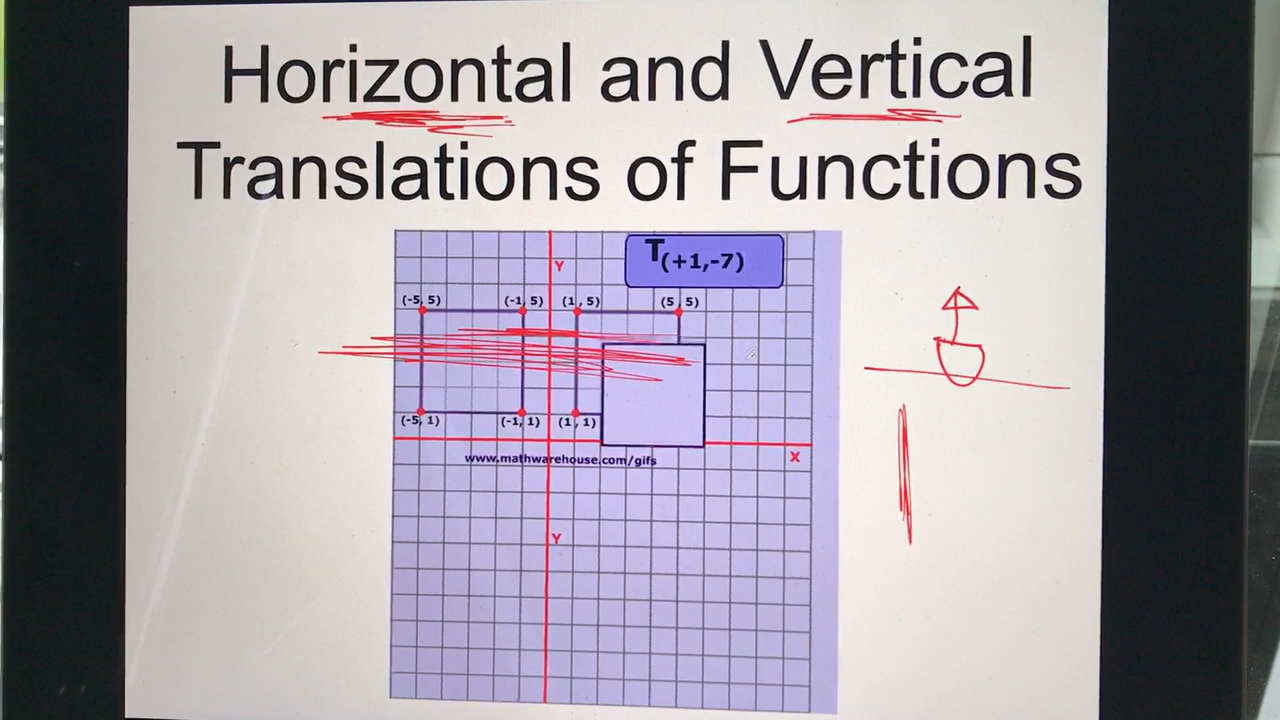 Horizontal and Vertical
Translations of Functions
T(+1,-7)
Y
(-5, 5) (-1, 5) (1, 5) (5, 5)
(-5, 1) (-1, 1) (1, 1)
X
www.mathwarehouse.com/gifs
Y